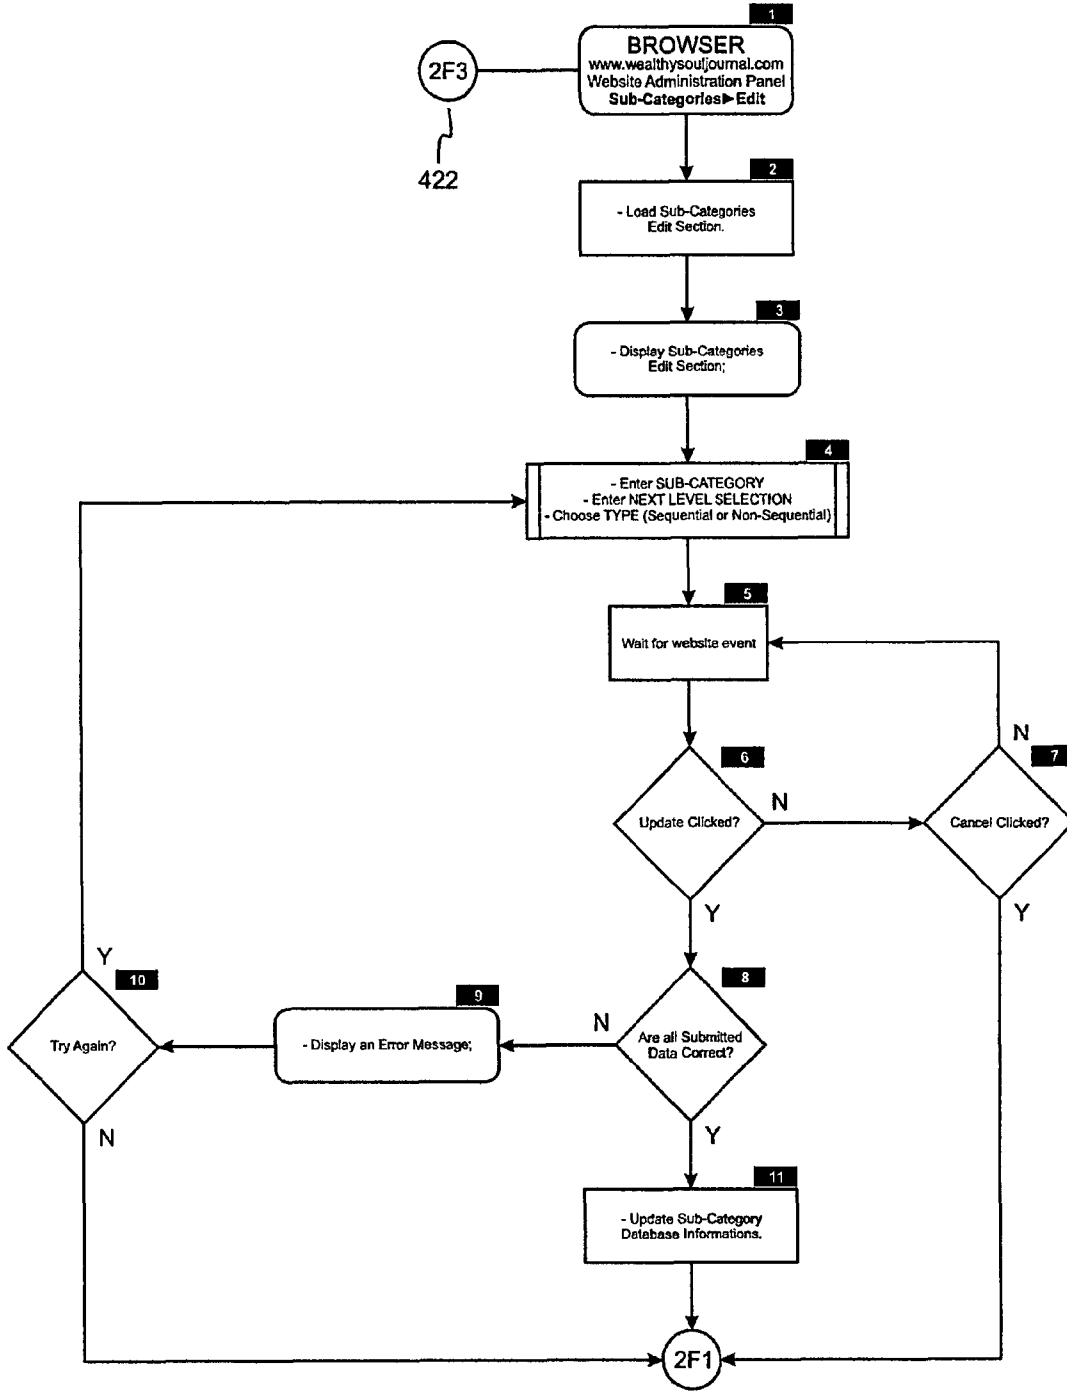 1
BROWSER
www.wealthysouljournal.com
Website Administration Panel
Sub-Categories▶Edit
2F3
422
2
- Load Sub-Categories
Edit Section.
3
- Display Sub-Categories
Edit Section;
4
- Enter SUB-CATEGORY
- Enter NEXT LEVEL SELECTION
- Choose TYPE (Sequential or Non-Sequential)
5
Wait for website event
6
Update Clicked?
N
Y
7
N
Cancel Clicked?
Y
8
Are all Submitted
Data Correct?
N
Y
9
- Display an Error Message;
10
Y
Try Again?
N
11
- Update Sub-Category
Database Informations.
2F1